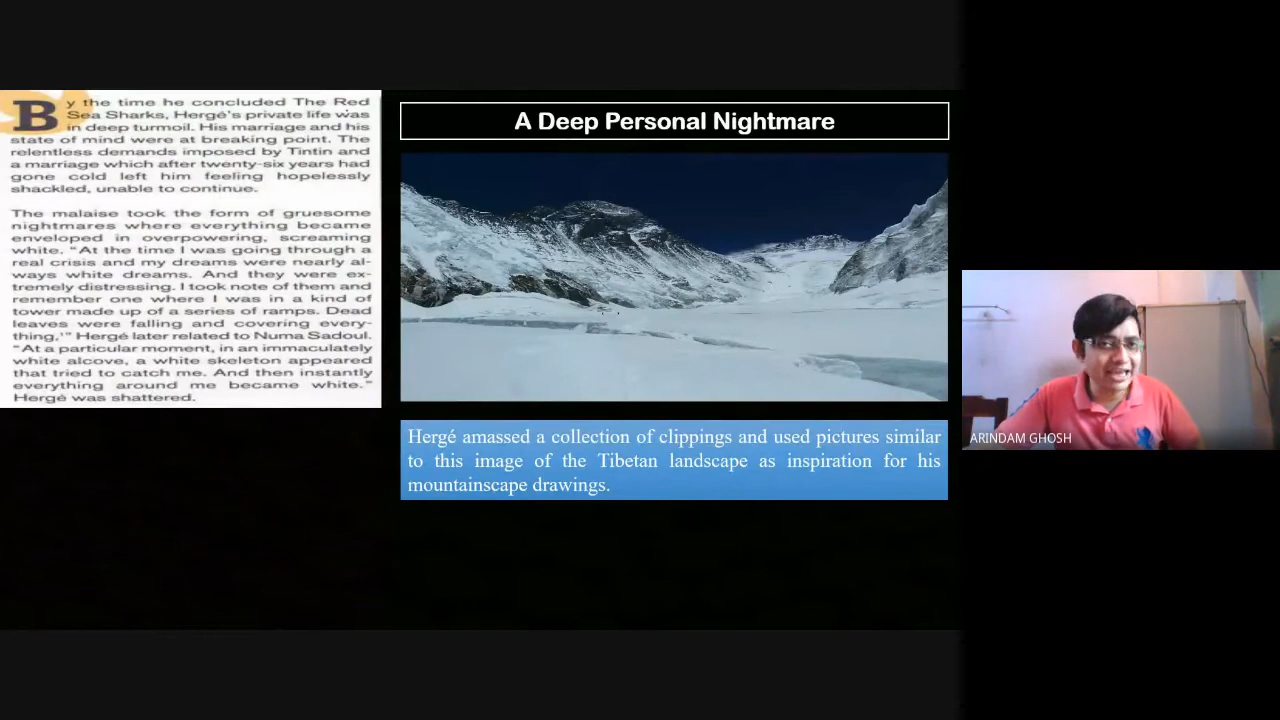 By the time he concluded The Red
Sea Sharks, Hergé's private life was
in deep turmoil. His marriage and his
state of mind were at breaking point. The
relentless demands imposed by Tintin and
a marriage which after twenty-six years had
gone cold left him feeling hopelessly
shackled, unable to continue.
The malaise took the form of gruesome
nightmares where everything became
enveloped in overpowering, screaming
white. "At the time I was going through a
real crisis and my dreams were nearly al-
ways white dreams. And they were ex-
tremely distressing. I took note of them and
remember one where I was in a kind of
tower made up of a series of ramps. Dead
leaves were falling and covering every-
thing,'" Hergé later related to Numa Sadoul.
"At a particular moment, in an immaculately
white alcove, a white skeleton appeared
that tried to catch me. And then instantly
everything around me became white."
Hergé was shattered.
A Deep Personal Nightmare
Hergé amassed a collection of clippings and used pictures similar
to this image of the Tibetan landscape as inspiration for his
mountainscape drawings.
ARINDAM GHOSH